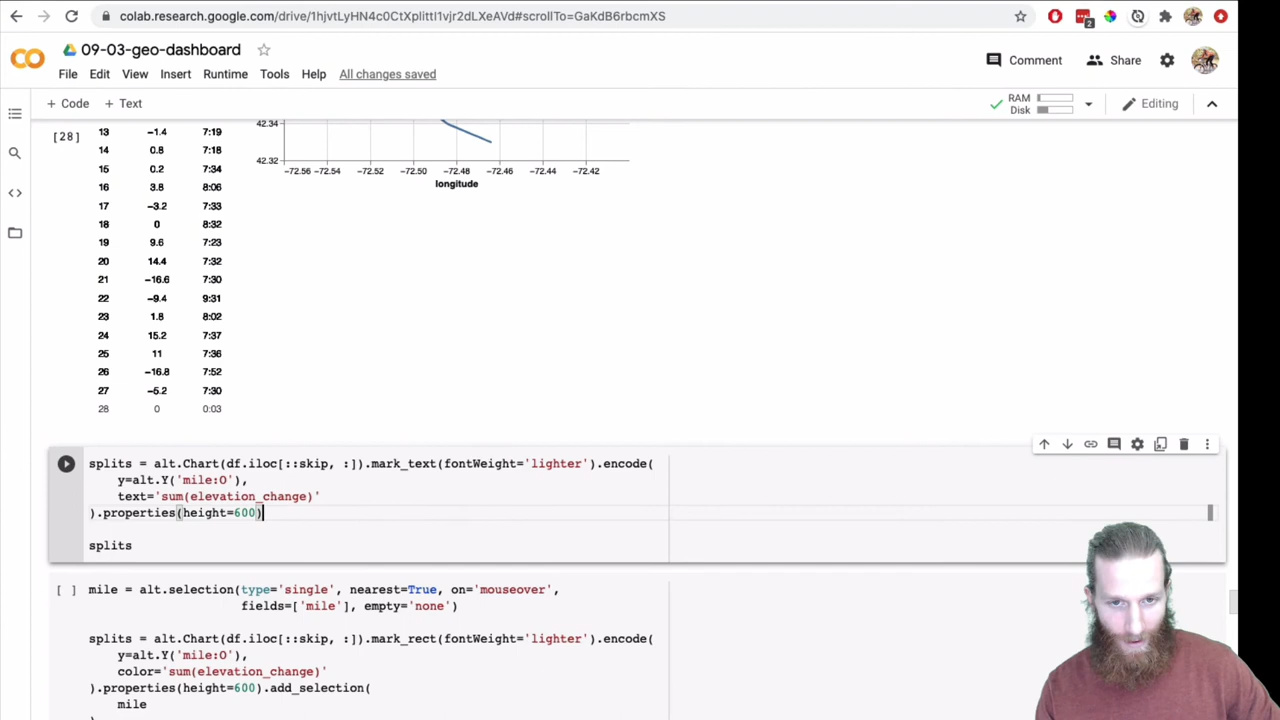 colab.research.google.com/drive/1hjvtLyHN4c0CtXplittI1vjr2dLXeAVd#scrollTo=GaKdB6rbcmXS
2
09-03-geo-dashboard
File Edit View Insert Runtime Tools Help All changes saved
Comment Share
+ Code + Text
RAM
Disk
Editing
[28]
13 −1.4 7:19
14 0.8 7:18
15 0.2 7:34
16 3.8 8:06
17 −3.2 7:33
18 0 8:32
19 9.6 7:23
20 14.4 7:32
21 −16.6 7:30
22 −9.4 9:31
23 1.8 8:02
24 15.2 7:37
25 11 7:36
26 −16.8 7:52
27 −5.2 7:30
28 0 0:03
42.34
42.32
−72.56 −72.54 −72.52 −72.50 −72.48 −72.46 −72.44 −72.42
longitude
splits = alt.Chart(df.iloc[::skip, :]).mark_text(fontWeight='lighter').encode(
y=alt.Y('mile:O'),
text='sum(elevation_change)'
).properties(height=600)
splits
[ ]
mile = alt.selection(type='single', nearest=True, on='mouseover',
fields=['mile'], empty='none')
splits = alt.Chart(df.iloc[::skip, :]).mark_rect(fontWeight='lighter').encode(
y=alt.Y('mile:O'),
color='sum(elevation_change)'
).properties(height=600).add_selection(
mile